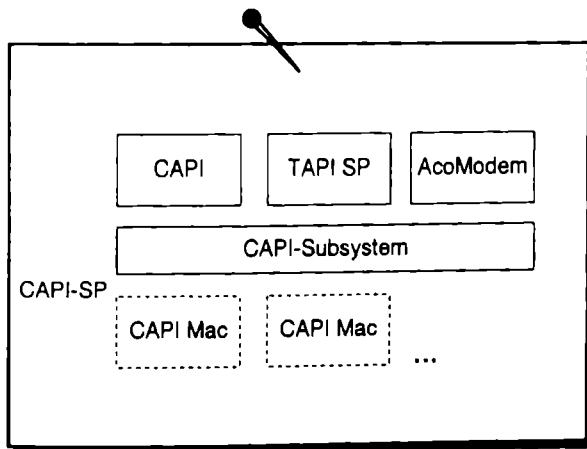 CAPI TAPI SP AcoModem
CAPI-Subsystem
CAPI-SP
CAPI Mac CAPI Mac ...